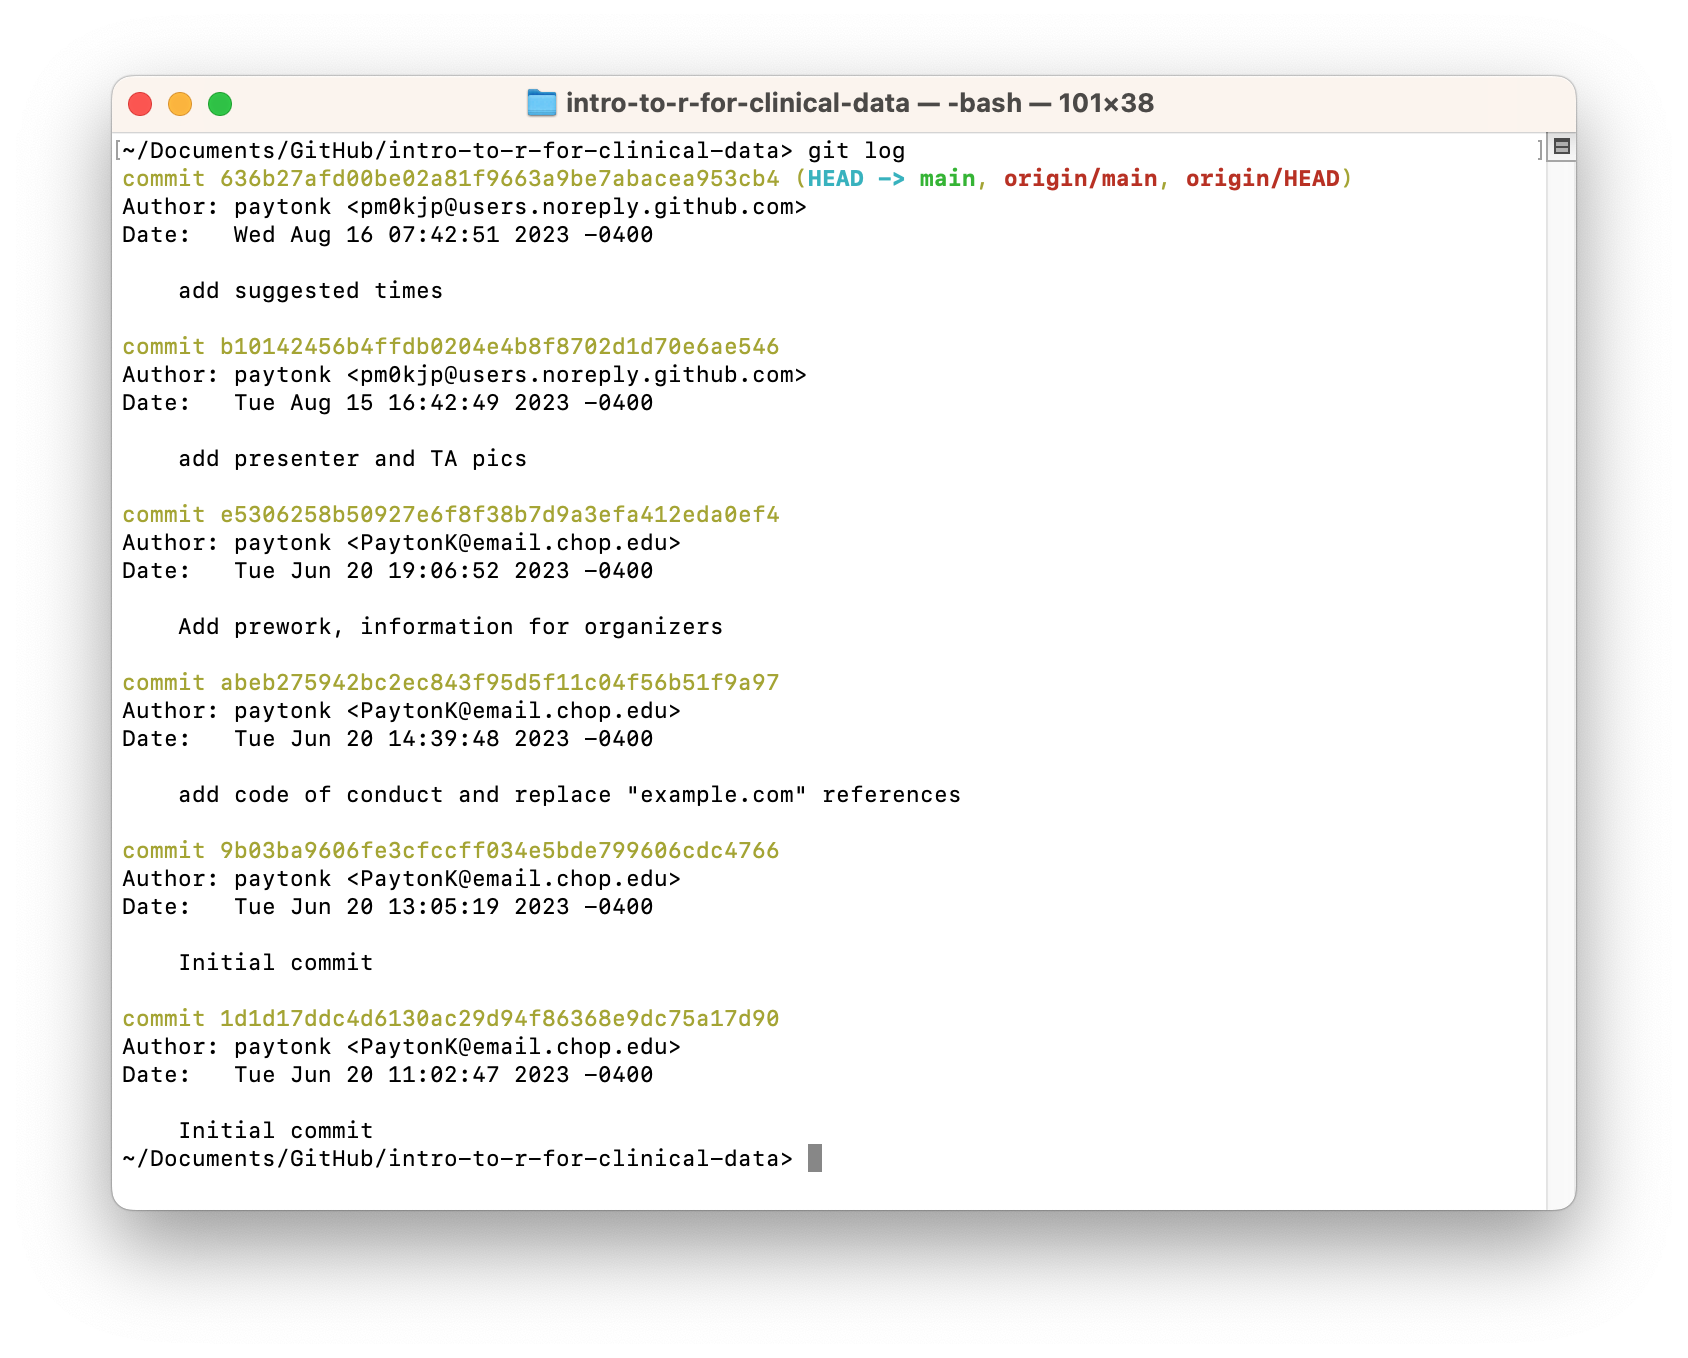 intro-to-r-for-clinical-data — -bash — 101×38
[~/Documents/GitHub/intro-to-r-for-clinical-data> git log ]
commit 636b27afd00be02a81f9663a9be7abacea953cb4 (HEAD -> main, origin/main, origin/HEAD)
Author: paytonk <pm0kjp@users.noreply.github.com>
Date:   Wed Aug 16 07:42:51 2023 -0400
    add suggested times
commit b10142456b4ffdb0204e4b8f8702d1d70e6ae546
Author: paytonk <pm0kjp@users.noreply.github.com>
Date:   Tue Aug 15 16:42:49 2023 -0400
    add presenter and TA pics
commit e5306258b50927e6f8f38b7d9a3efa412eda0ef4
Author: paytonk <PaytonK@email.chop.edu>
Date:   Tue Jun 20 19:06:52 2023 -0400
    Add prework, information for organizers
commit abeb275942bc2ec843f95d5f11c04f56b51f9a97
Author: paytonk <PaytonK@email.chop.edu>
Date:   Tue Jun 20 14:39:48 2023 -0400
    add code of conduct and replace "example.com" references
commit 9b03ba9606fe3cfccff034e5bde799606cdc4766
Author: paytonk <PaytonK@email.chop.edu>
Date:   Tue Jun 20 13:05:19 2023 -0400
    Initial commit
commit 1d1d17ddc4d6130ac29d94f86368e9dc75a17d90
Author: paytonk <PaytonK@email.chop.edu>
Date:   Tue Jun 20 11:02:47 2023 -0400
    Initial commit
~/Documents/GitHub/intro-to-r-for-clinical-data>